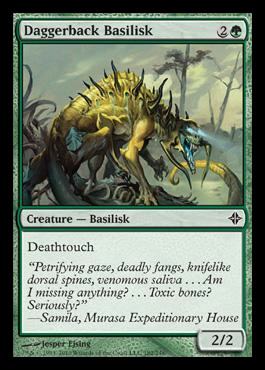 Daggerback Basilisk 2
Creature — Basilisk
Deathtouch
“Petrifying gaze, deadly fangs, knifelike
dorsal spines, venomous saliva . . . Am
I missing anything? . . . Toxic bones?
Seriously?”
—Samila, Murasa Expeditionary House
Jesper Ejsing
2/2